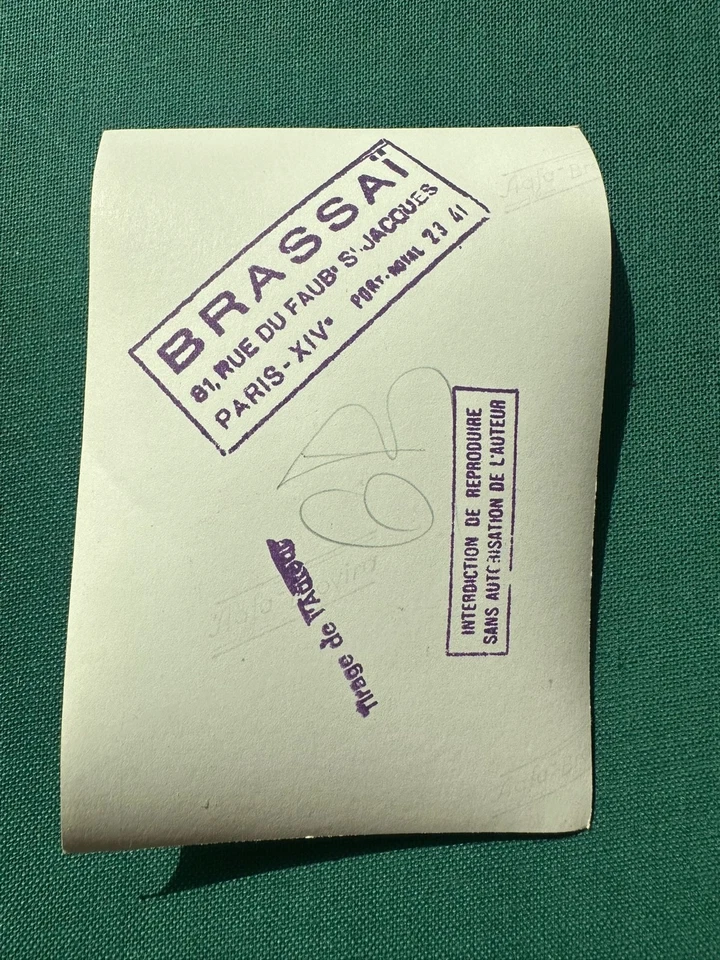 BRASSAÏ
81, RUE DU FAUBG ST. JACQUES
PARIS - XIVe PORT-ROYAL 23 41
INTERDICTION DE REPRODUIRE
SANS AUTORISATION DE L'AUTEUR
Tirage de l'Auteur